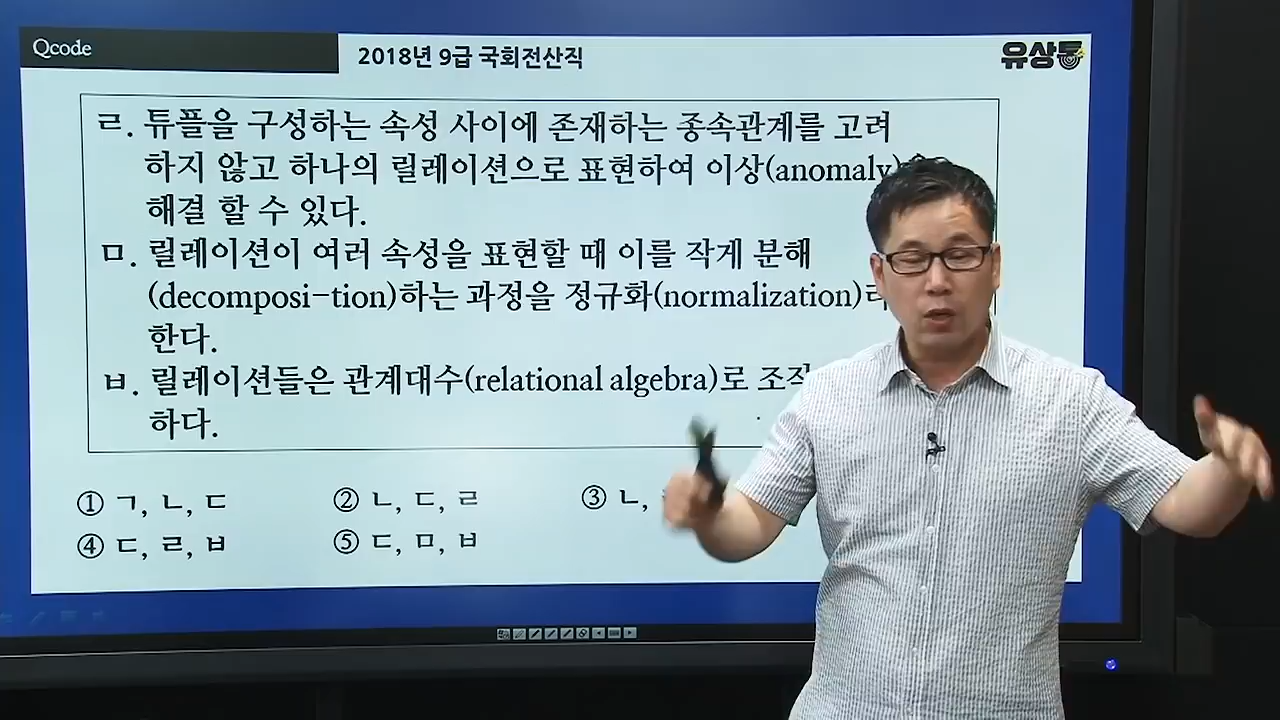 Qcode
2018년 9급 국회전산직
유상통
ㄹ. 튜플을 구성하는 속성 사이에 존재하는 종속관계를 고려
하지 않고 하나의 릴레이션으로 표현하여 이상(anomaly)
해결 할 수 있다.
ㅁ. 릴레이션이 여러 속성을 표현할 때 이를 작게 분해
(decomposi-tion)하는 과정을 정규화(normalization)
한다.
ㅂ. 릴레이션들은 관계대수(relational algebra)로
하다.
① ㄱ, ㄴ, ㄷ
② ㄴ, ㄷ, ㄹ
③ ㄴ,
④ ㄷ, ㄹ, ㅂ
⑤ ㄷ, ㅁ, ㅂ